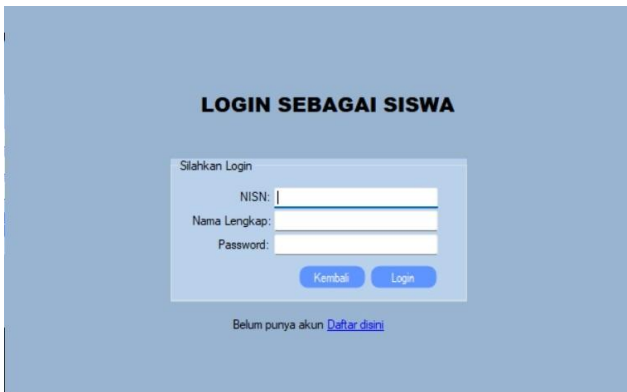 LOGIN SEBAGAI SISWA
Silahkan Login
NISN:
Nama Lengkap:
Password:
Kembali Login
Belum punya akun Daftar disini